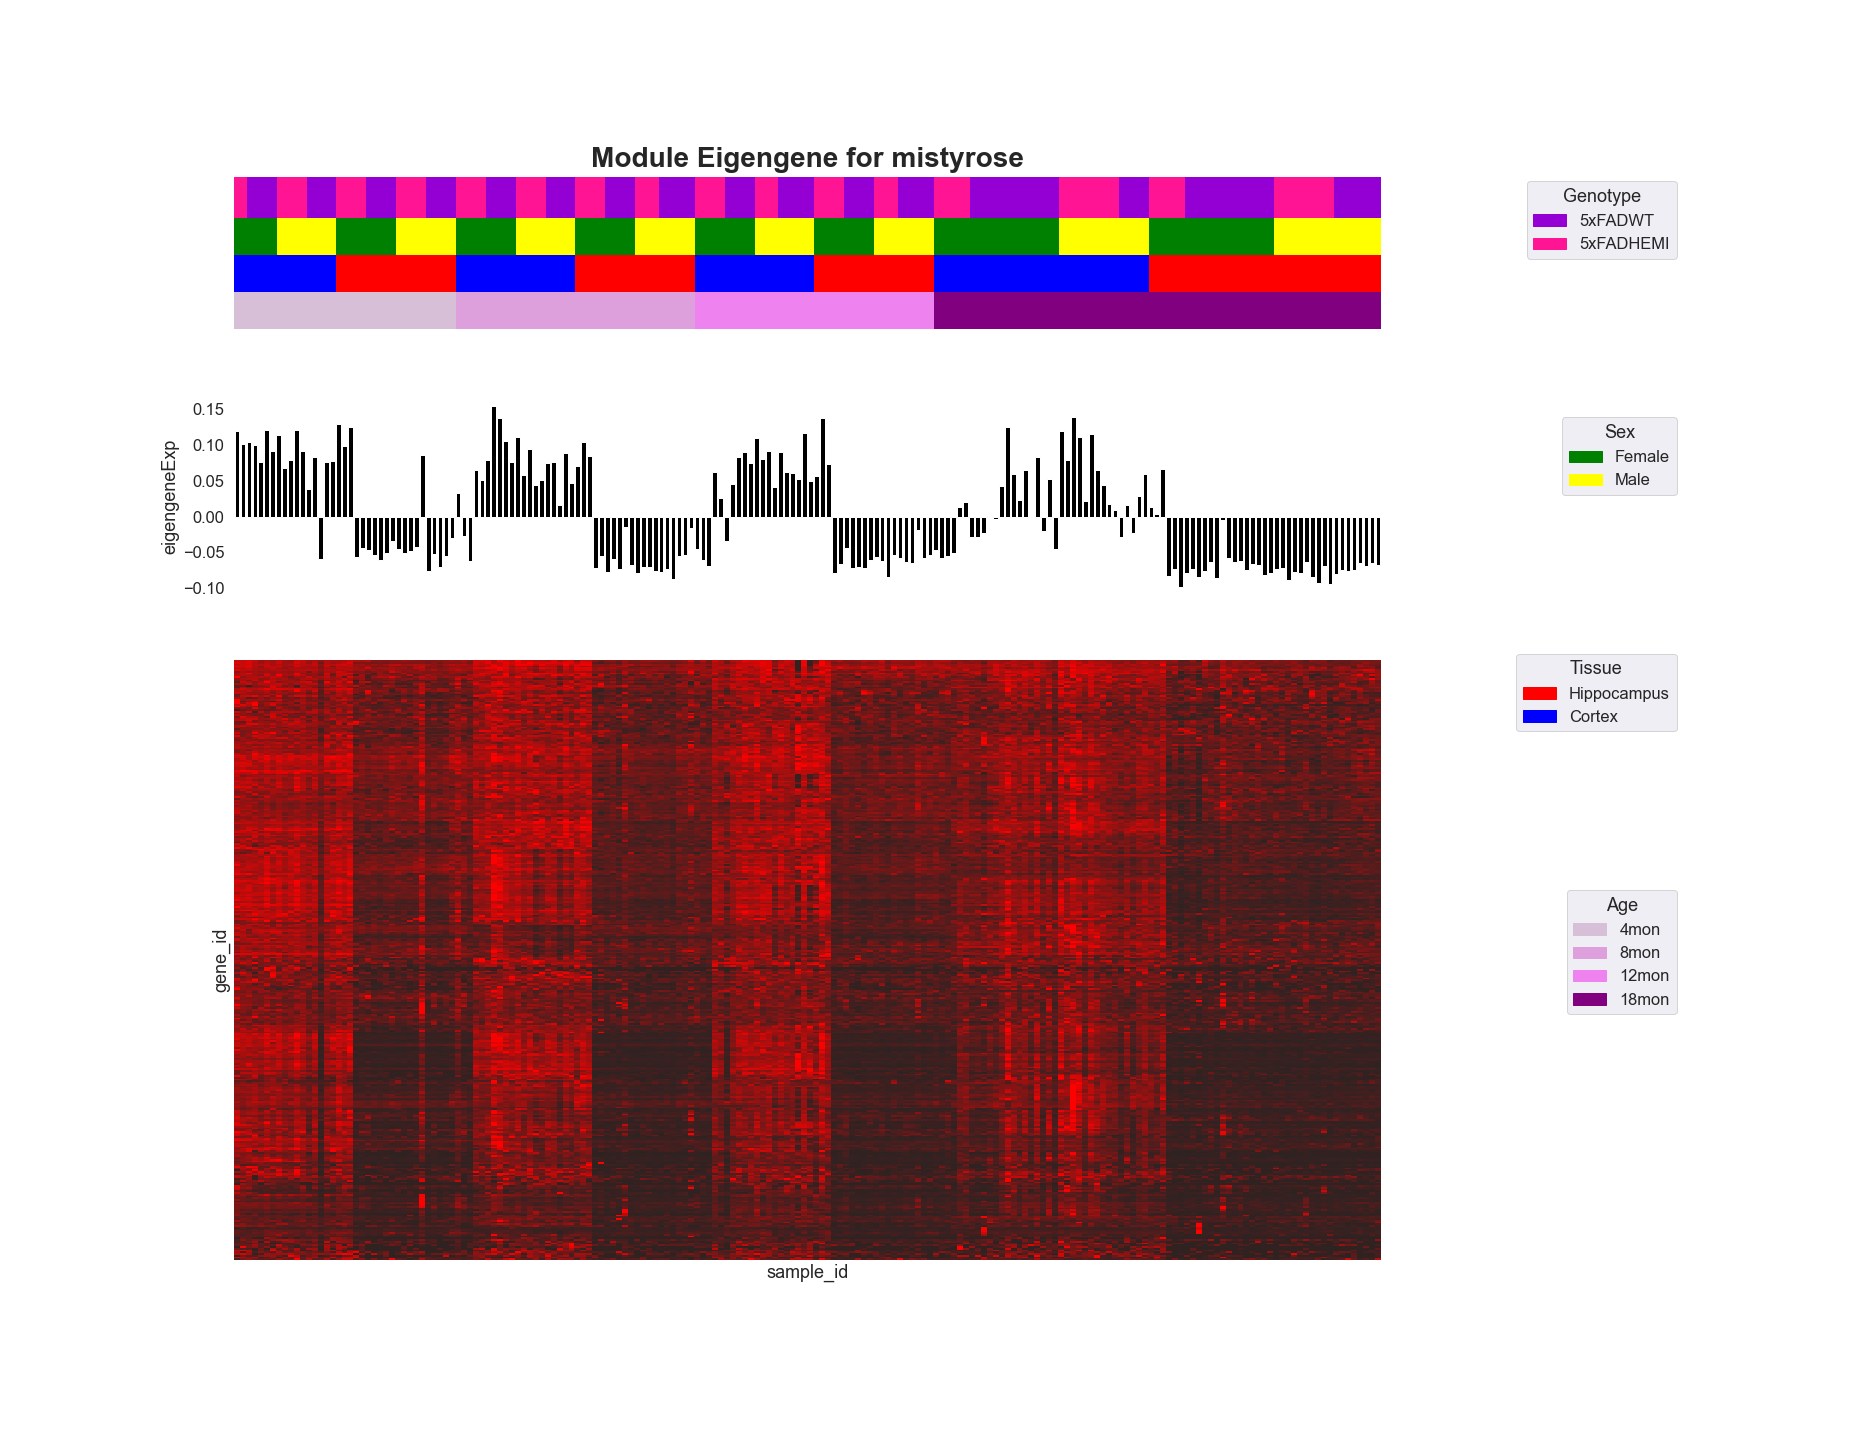 Module Eigengene for mistyrose
Genotype
5xFADWT
5xFADHEMI
eigengeneExp
0.15
0.10
0.05
0.00
−0.05
−0.10
Sex
Female
Male
gene_id
sample_id
Tissue
Hippocampus
Cortex
Age
4mon
8mon
12mon
18mon